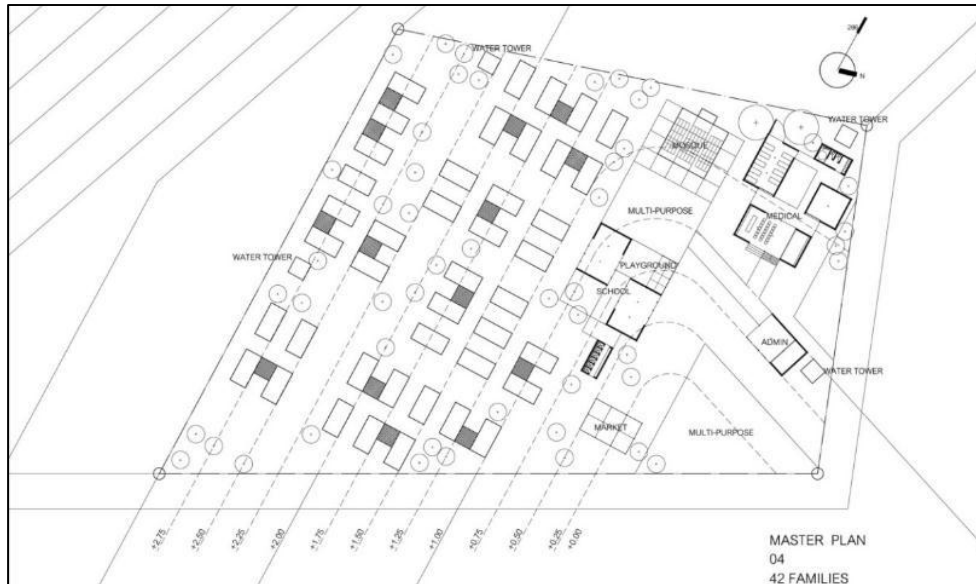 200
N
WATER TOWER
WATER TOWER
MOSQUE
MULTI-PURPOSE
MEDICAL
WATER TOWER
PLAYGROUND
SCHOOL
ADMIN
WATER TOWER
MARKET
MULTI-PURPOSE
+2.75
+2.50
+2.25
+2.00
+1.75
+1.50
+1.25
+1.00
+0.75
+0.50
+0.25
+0.00
MASTER PLAN
04
42 FAMILIES